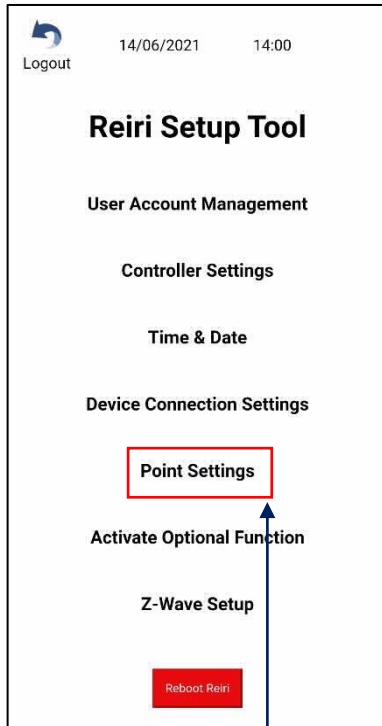 14/06/2021 14:00
Logout
Reiri Setup Tool
User Account Management
Controller Settings
Time & Date
Device Connection Settings
Point Settings
Activate Optional Function
Z-Wave Setup
Reboot Reiri